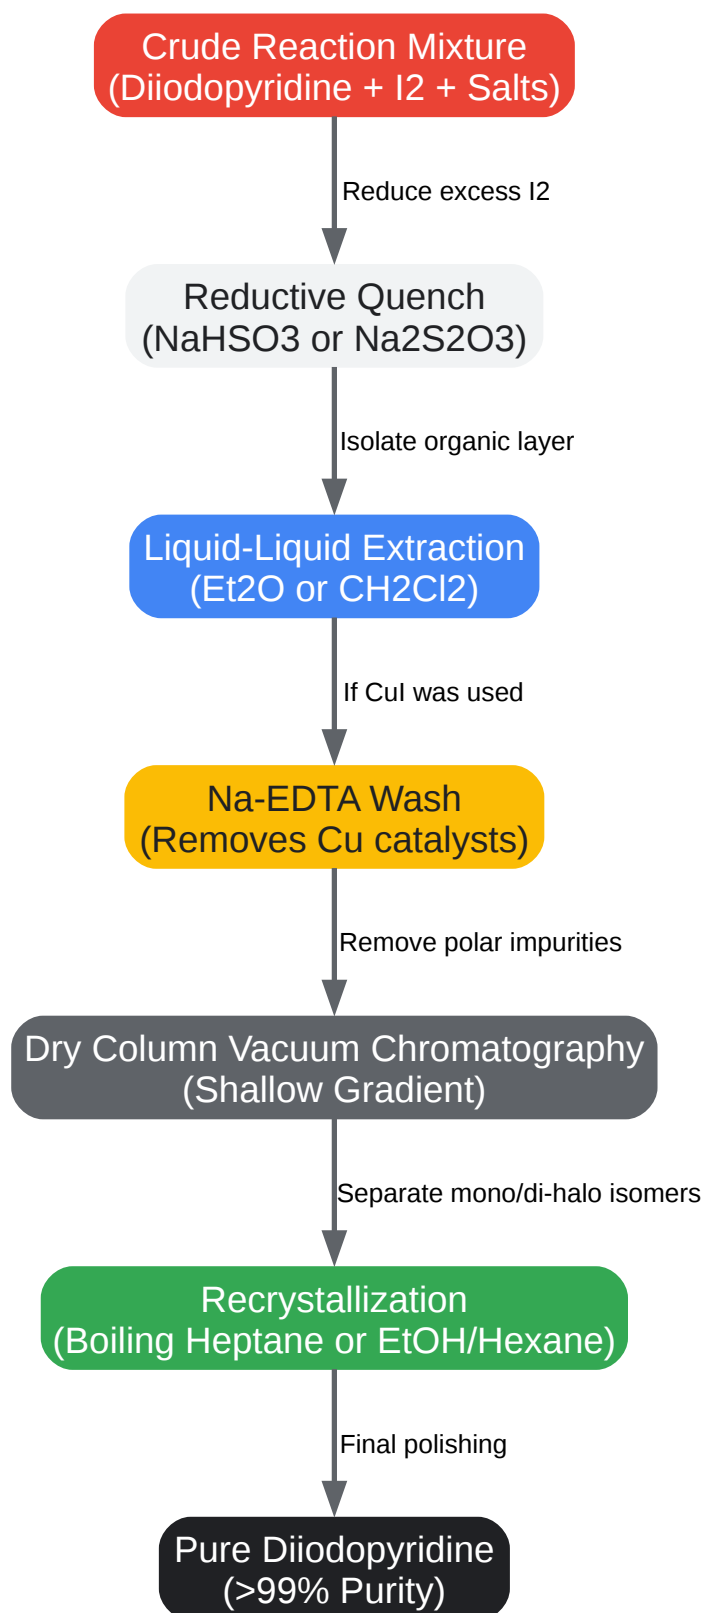 Crude Reaction Mixture
(Diiodopyridine + I2 + Salts)
Reduce excess I2
Reductive Quench
(NaHSO3 or Na2S2O3)
Isolate organic layer
Liquid-Liquid Extraction
(Et2O or CH2Cl2)
If CuI was used
Na-EDTA Wash
(Removes Cu catalysts)
Remove polar impurities
Dry Column Vacuum Chromatography
(Shallow Gradient)
Separate mono/di-halo isomers
Recrystallization
(Boiling Heptane or EtOH/Hexane)
Final polishing
Pure Diiodopyridine
(>99% Purity)